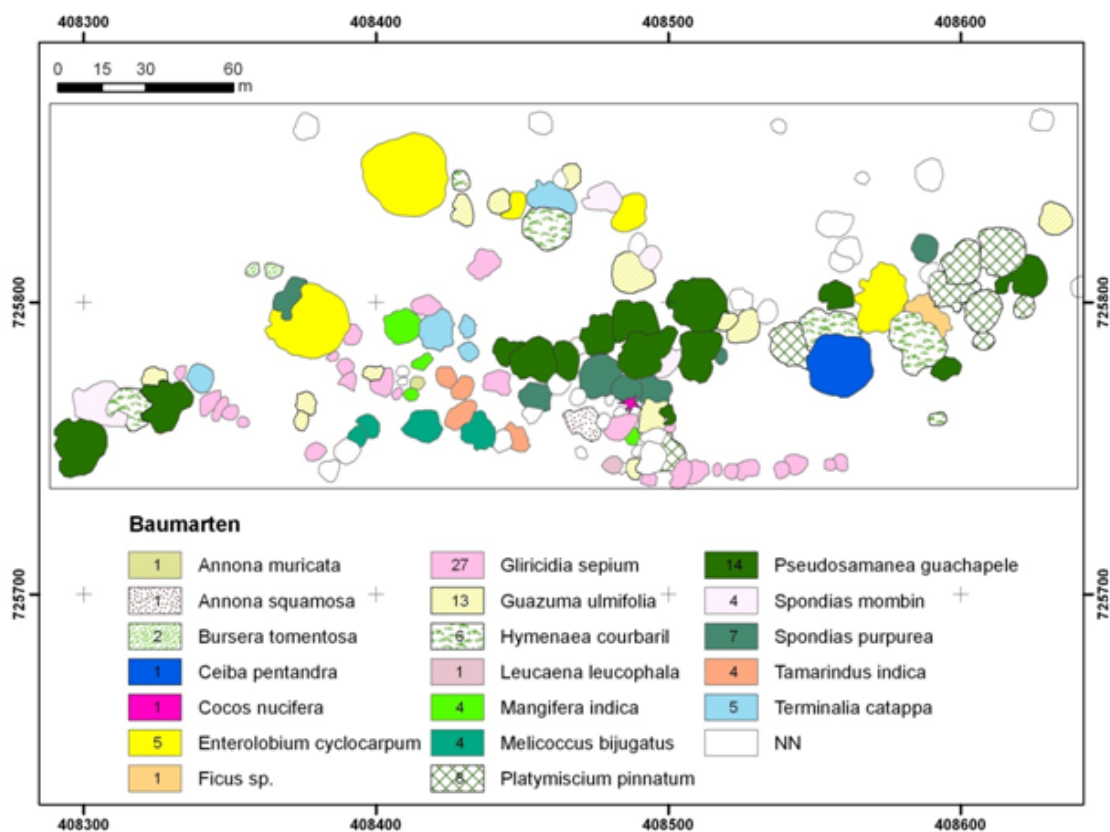 408300 408400 408500 408600
0 15 30 60
m
725800 725800
Baumarten
1 Annona muricata 27 Gliricidia sepium 14 Pseudosamanea guachapele
1 Annona squamosa 13 Guazuma ulmifolia 4 Spondias mombin
2 Bursera tomentosa 6 Hymenaea courbaril 7 Spondias purpurea
1 Ceiba pentandra 1 Leucaena leucophala 4 Tamarindus indica
1 Cocos nucifera 4 Mangifera indica 5 Terminalia catappa
5 Enterolobium cyclocarpum 4 Melicoccus bijugatus NN
1 Ficus sp. 8 Platymiscium pinnatum
725700 725700
408300 408400 408500 408600